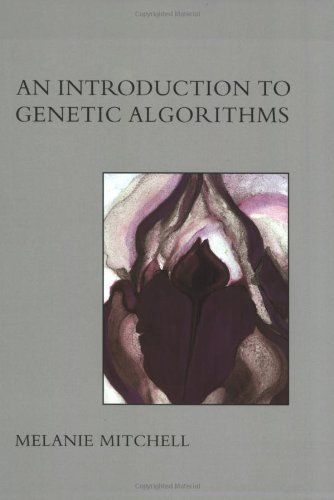 AN INTRODUCTION TO
GENETIC ALGORITHMS
MELANIE MITCHELL